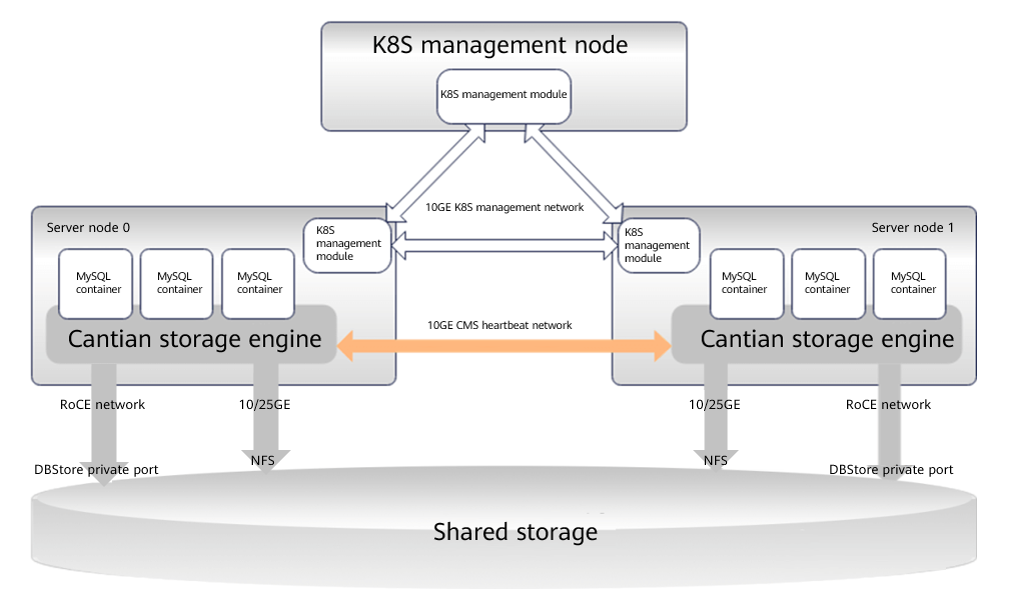 K8S management node
K8S management module
10GE K8S management network
Server node 0
K8S
management
module
MySQL
container
MySQL
container
MySQL
container
Cantian storage engine
10GE CMS heartbeat network
K8S
management
module
Server node 1
MySQL
container
MySQL
container
MySQL
container
Cantian storage engine
RoCE network
10/25GE
10/25GE
RoCE network
DBStore private port
NFS
NFS
DBStore private port
Shared storage